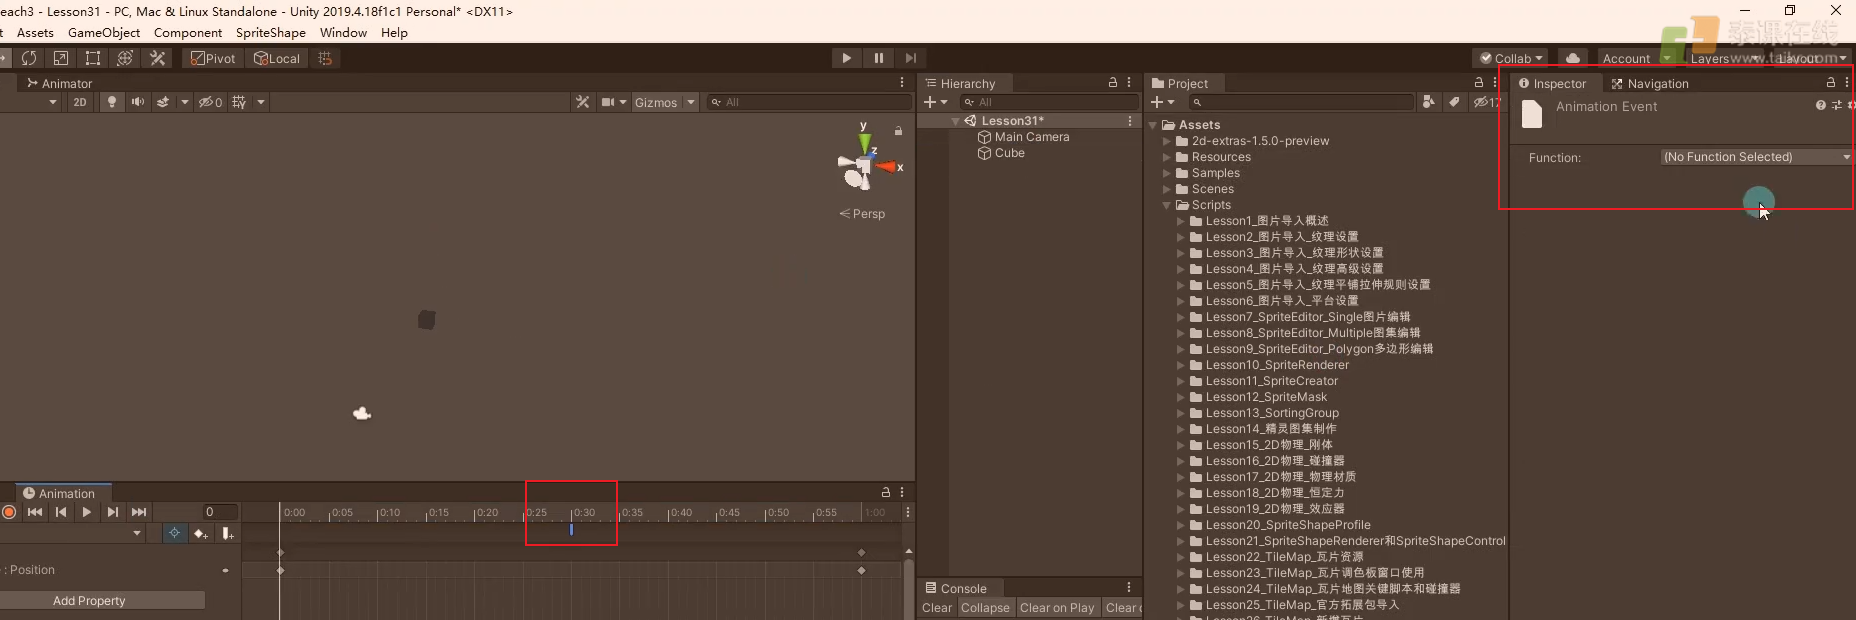 each3 - Lesson31 - PC, Mac & Linux Standalone - Unity 2019.4.18f1c1 Personal* <DX11>
t Assets GameObject Component SpriteShape Window Help
Pivot Local Collab Account Layers Layout
泰课在线
www.taikr.com
Animator
2D 0 Gizmos All
y
z
x
Persp
Hierarchy
All
Lesson31*
Main Camera
Cube
Project
17
Assets
2d-extras-1.5.0-preview
Resources
Samples
Scenes
Scripts
Lesson1_图片导入概述
Lesson2_图片导入_纹理设置
Lesson3_图片导入_纹理形状设置
Lesson4_图片导入_纹理高级设置
Lesson5_图片导入_纹理平铺拉伸规则设置
Lesson6_图片导入_平台设置
Lesson7_SpriteEditor_Single图片编辑
Lesson8_SpriteEditor_Multiple图集编辑
Lesson9_SpriteEditor_Polygon多边形编辑
Lesson10_SpriteRenderer
Lesson11_SpriteCreator
Lesson12_SpriteMask
Lesson13_SortingGroup
Lesson14_精灵图集制作
Lesson15_2D物理_刚体
Lesson16_2D物理_碰撞器
Lesson17_2D物理_物理材质
Lesson18_2D物理_恒定力
Lesson19_2D物理_效应器
Lesson20_SpriteShapeProfile
Lesson21_SpriteShapeRenderer和SpriteShapeControl
Lesson22_TileMap_瓦片资源
Lesson23_TileMap_瓦片调色板窗口使用
Lesson24_TileMap_瓦片地图关键脚本和碰撞器
Lesson25_TileMap_官方拓展包导入
Inspector Navigation
Animation Event
Function: (No Function Selected)
Animation
0 0:00 0:05 0:10 0:15 0:20 0:25 0:30 0:35 0:40 0:45 0:50 0:55 1:00
: Position
Add Property
Console
Clear Collapse Clear on Play Clear